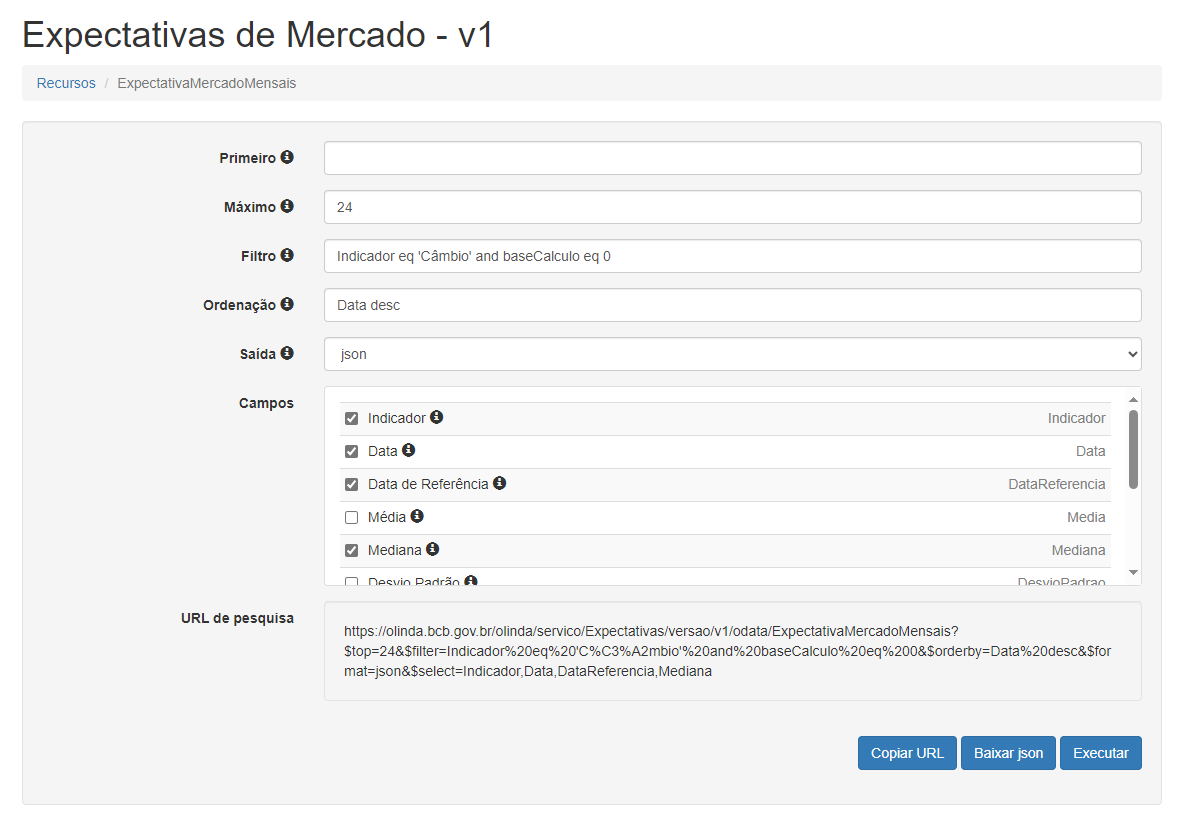 Expectativas de Mercado - v1
Recursos / ExpectativaMercadoMensais
Primeiro
Máximo 24
Filtro Indicador eq 'Câmbio' and baseCalculo eq 0
Ordenação Data desc
Saída json
Campos
Indicador Indicador
Data Data
Data de Referência DataReferencia
Média Media
Mediana Mediana
Desvio Padrão DesvioPadrao
URL de pesquisa
https://olinda.bcb.gov.br/olinda/servico/Expectativas/versao/v1/odata/ExpectativaMercadoMensais?
$top=24&$filter=Indicador%20eq%20'C%C3%A2mbio'%20and%20baseCalculo%20eq%200&$orderby=Data%20desc&$for
mat=json&$select=Indicador,Data,DataReferencia,Mediana
Copiar URL Baixar json Executar